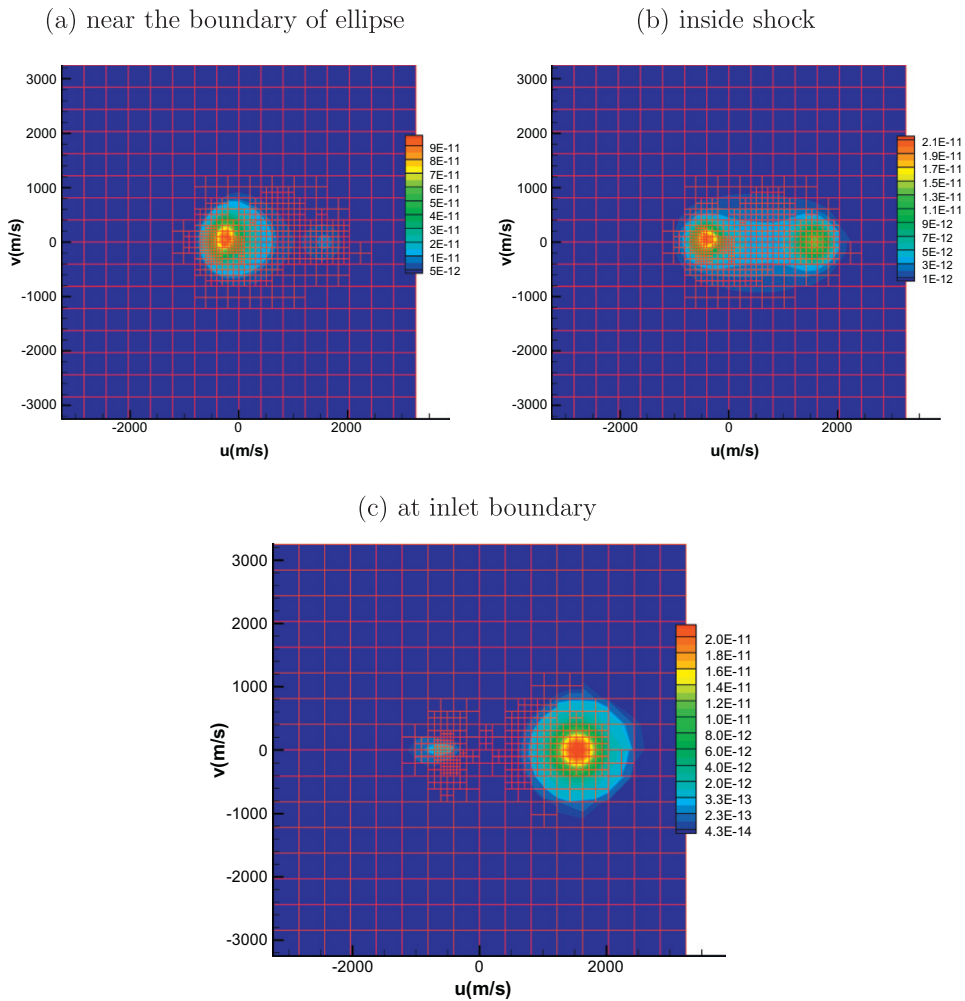 (a) near the boundary of ellipse
(b) inside shock
3000
2000
1000
0
-1000
-2000
-3000
v(m/s)
-2000 0 2000
u(m/s)
9E-11
8E-11
7E-11
6E-11
5E-11
4E-11
3E-11
2E-11
1E-11
5E-12
3000
2000
1000
0
-1000
-2000
-3000
v(m/s)
-2000 0 2000
u(m/s)
2.1E-11
1.9E-11
1.7E-11
1.5E-11
1.3E-11
1.1E-11
9E-12
7E-12
5E-12
3E-12
1E-12
(c) at inlet boundary
3000
2000
1000
0
-1000
-2000
-3000
v(m/s)
-2000 0 2000
u(m/s)
2.0E-11
1.8E-11
1.6E-11
1.4E-11
1.2E-11
1.0E-11
8.0E-12
6.0E-12
4.0E-12
2.0E-12
3.3E-13
2.3E-13
4.3E-14